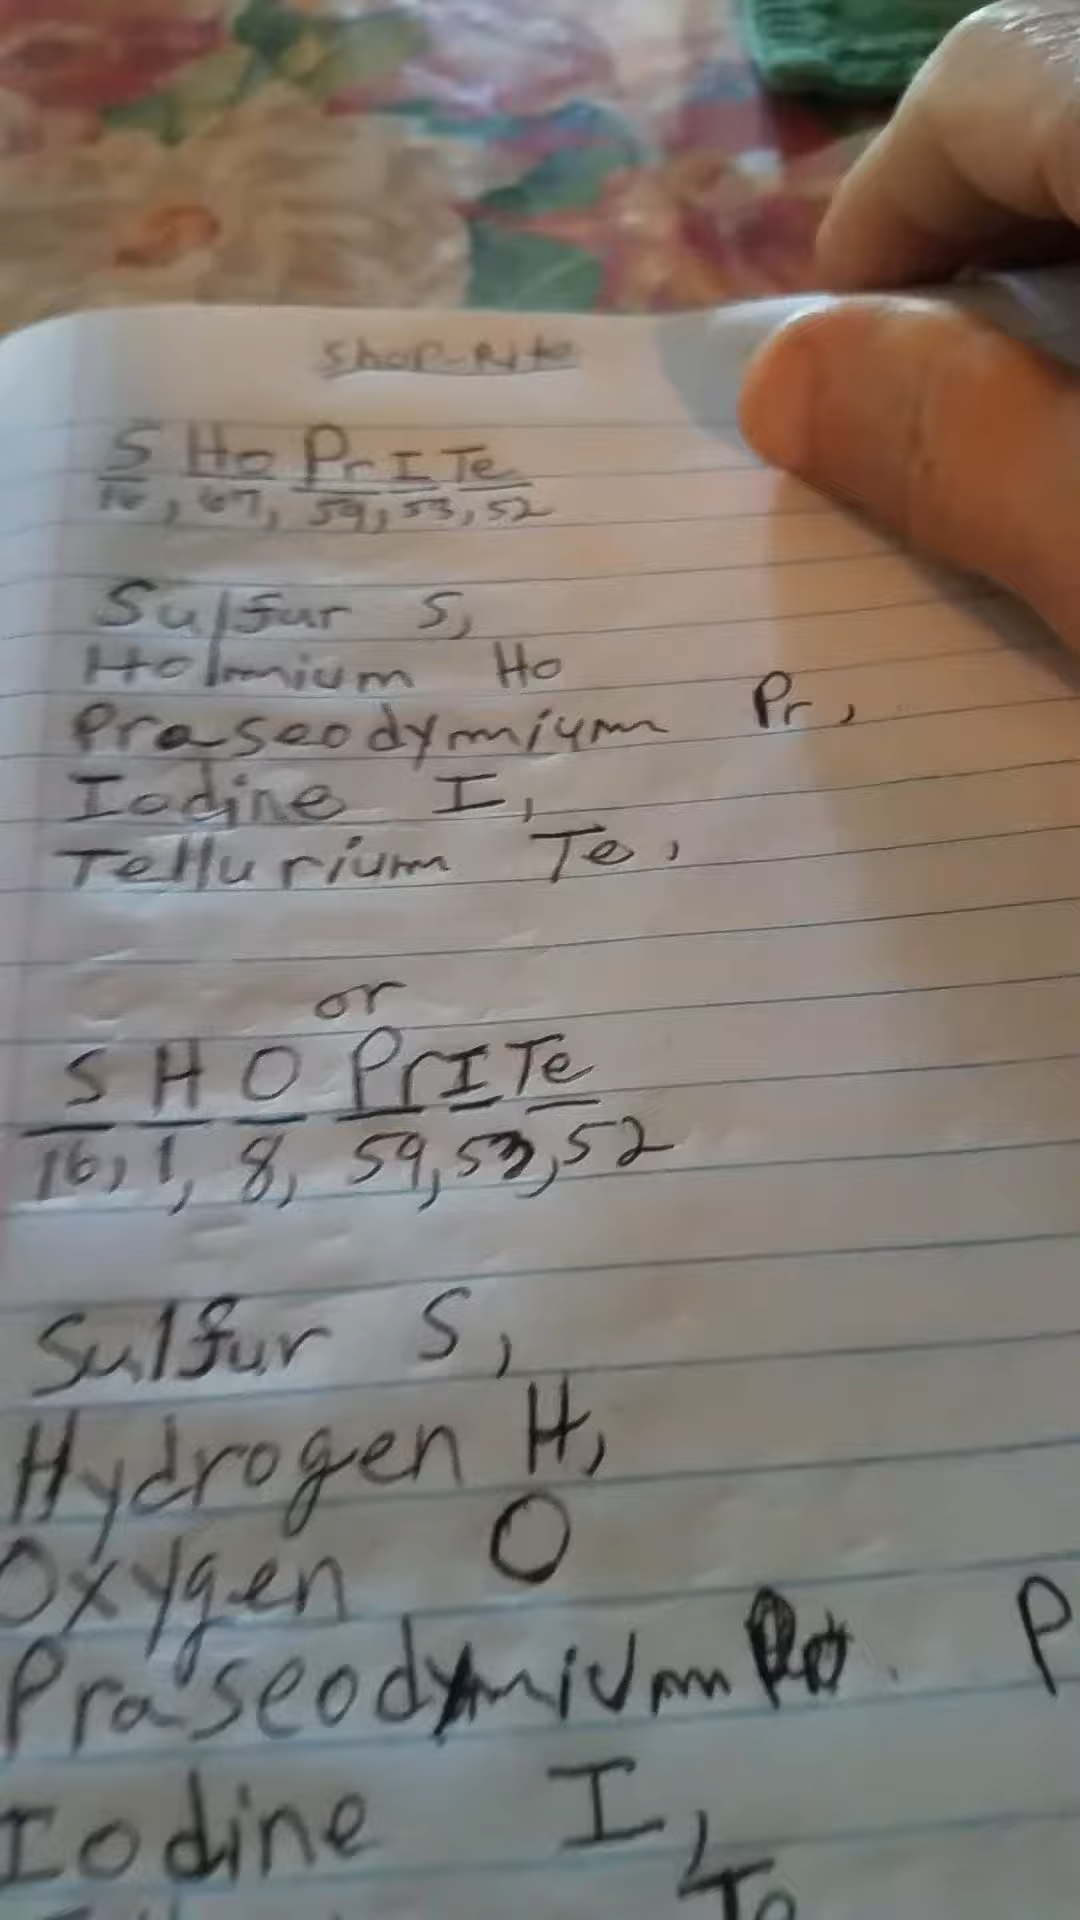 Shop-Rite
S Ho Pr I Te
16, 67, 59, 53, 52
Sulfur S,
Holmium Ho
Praseodymium Pr,
Iodine I,
Tellurium Te,
or
S H O Pr I Te
16, 1, 8, 59, 53, 52
Sulfur S,
Hydrogen H,
Oxygen O
Praseodymium P
Iodine I,
Te